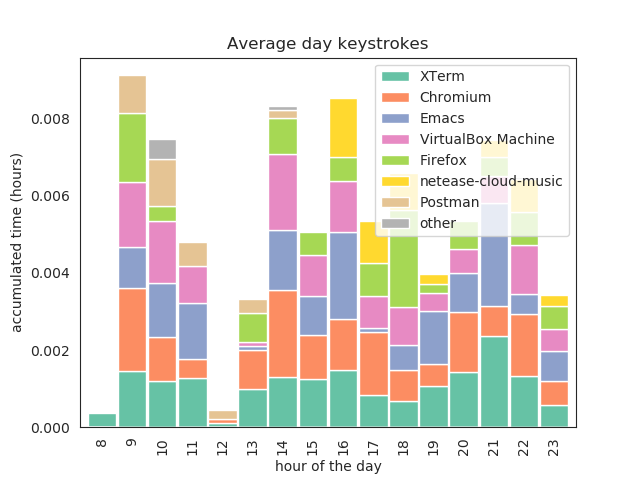 Average day keystrokes
XTerm
Chromium
Emacs
VirtualBox Machine
Firefox
netease-cloud-music
Postman
other
accumulated time (hours)
0.008
0.006
0.004
0.002
0.000
8 9 10 11 12 13 14 15 16 17 18 19 20 21 22 23
hour of the day